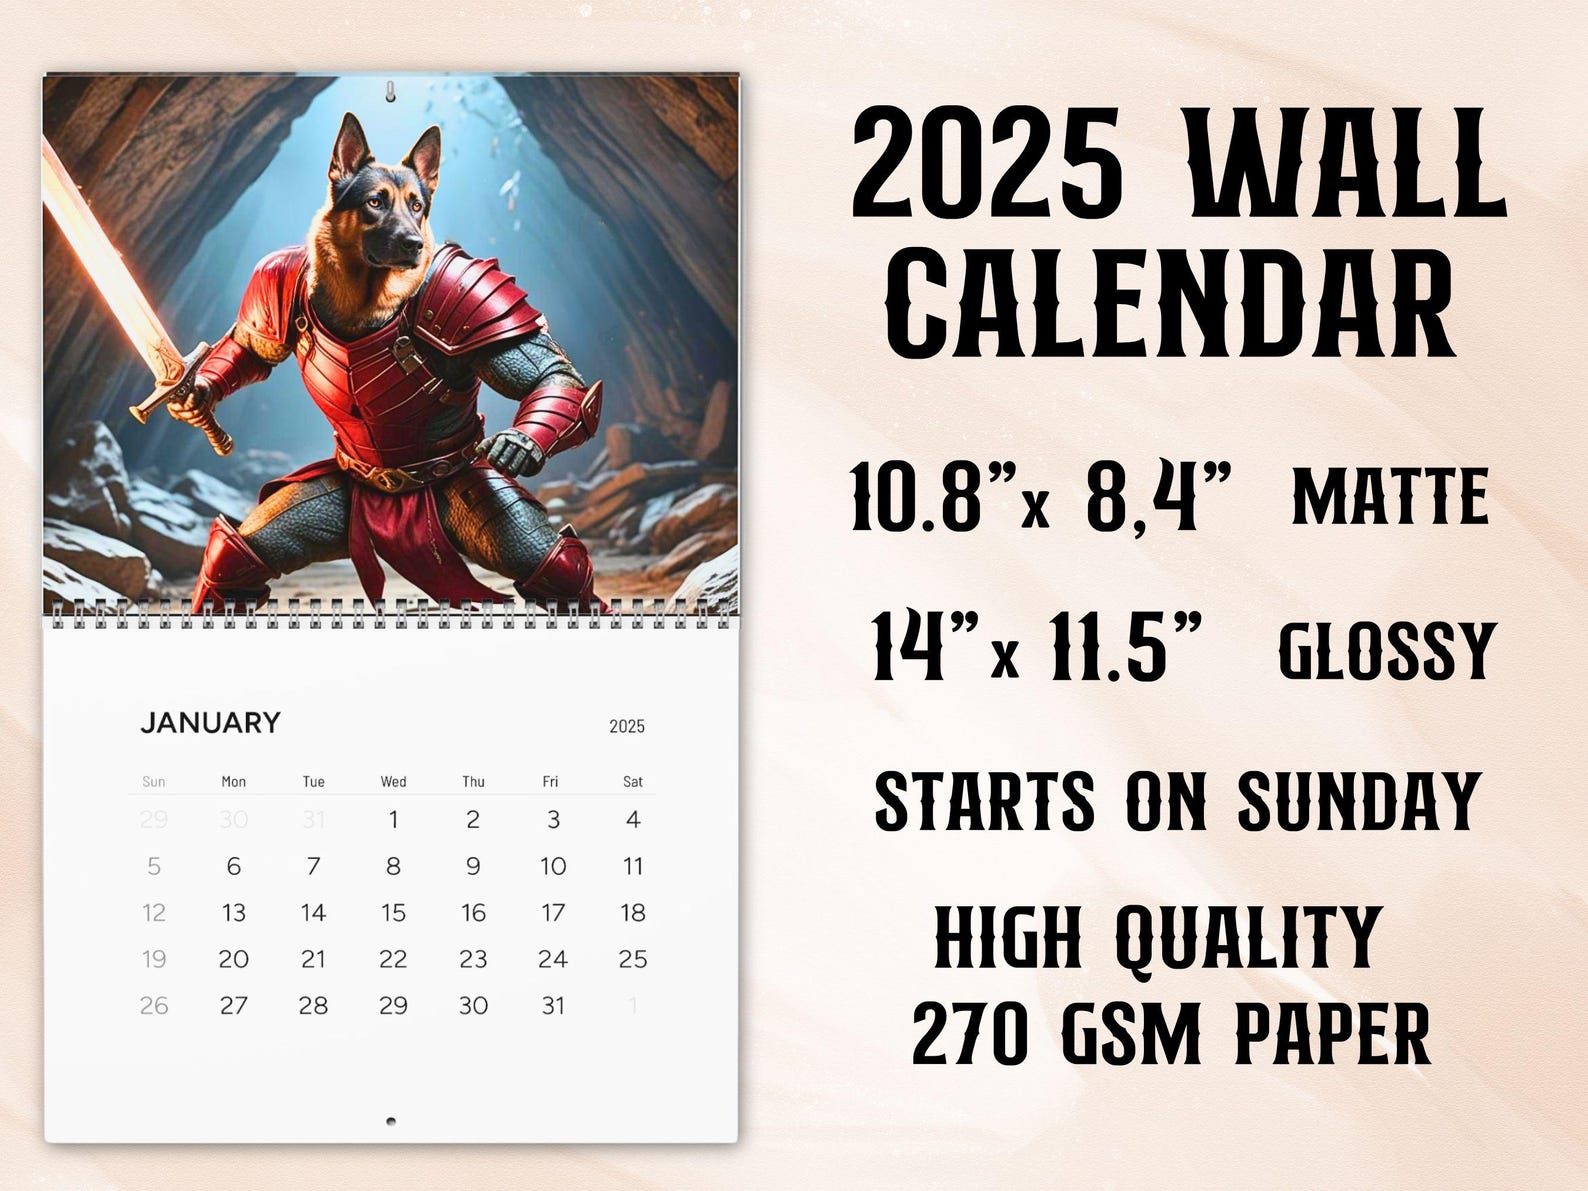 2025 WALL
CALENDAR
10.8”x 8,4” MATTE
14”x 11.5” GLOSSY
STARTS ON SUNDAY
HIGH QUALITY
270 GSM PAPER
JANUARY 2025
Sun Mon Tue Wed Thu Fri Sat
29 30 31 1 2 3 4
5 6 7 8 9 10 11
12 13 14 15 16 17 18
19 20 21 22 23 24 25
26 27 28 29 30 31 1